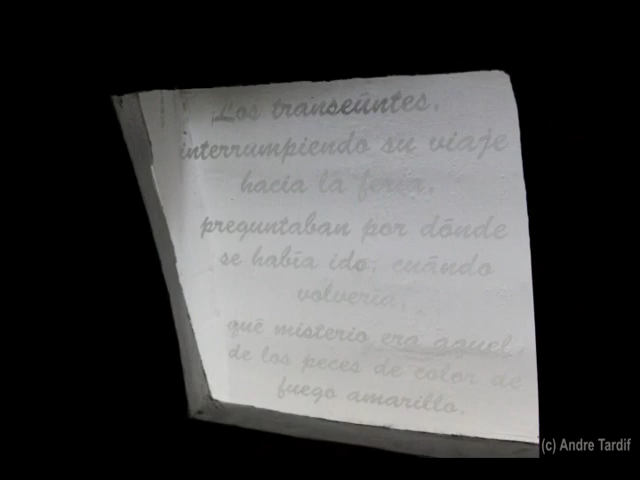 Los transeúntes,
interrumpiendo su viaje
hacia la feria,
preguntaban por dónde
se había ido; cuándo
volvería,
qué misterio era aquel,
de los peces de color de
fuego amarillo.
(c) Andre Tardif